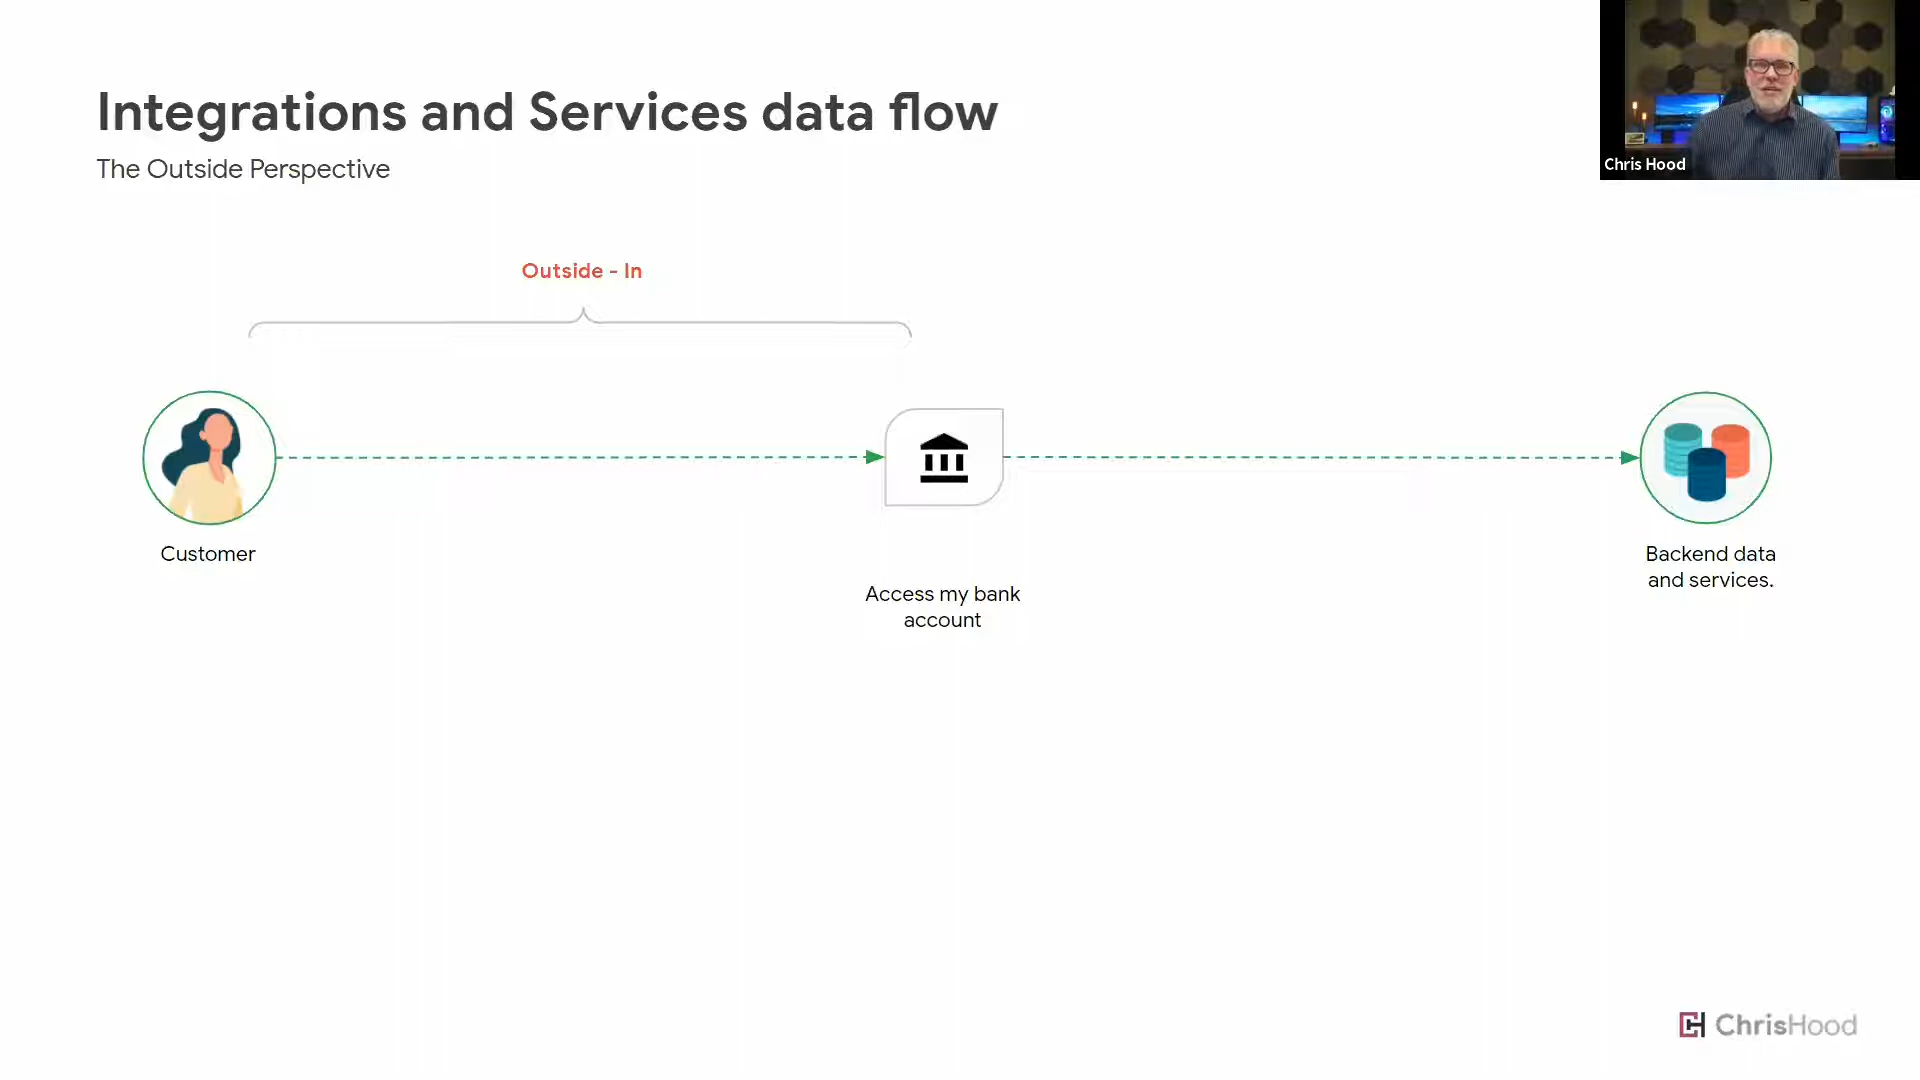 Integrations and Services data flow
The Outside Perspective
Chris Hood
Outside - In
Customer
Access my bank
account
Backend data
and services.
ChrisHood